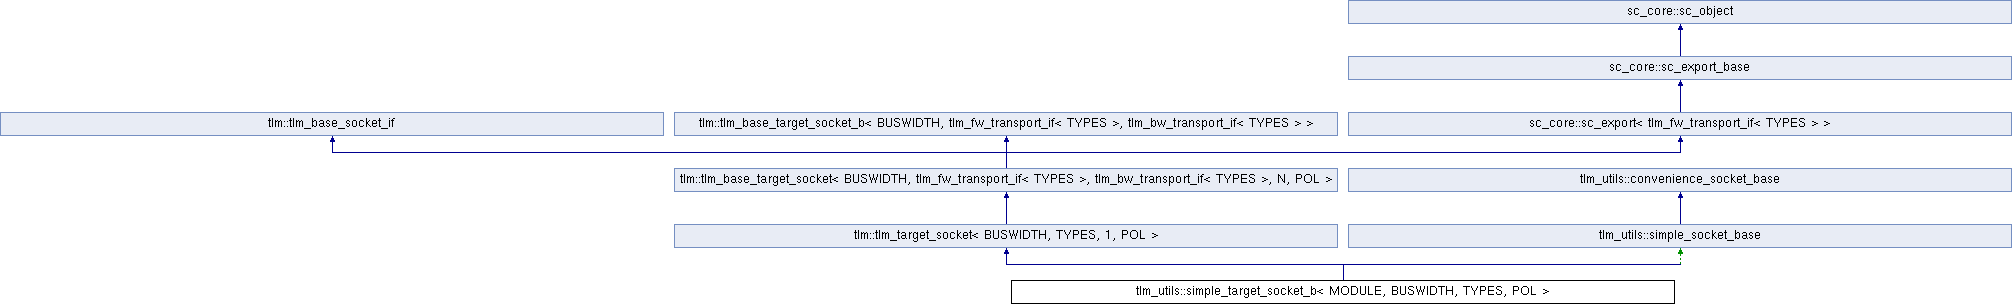 sc_core::sc_object
sc_core::sc_export_base
tlm::tlm_base_socket_if
tlm::tlm_base_target_socket_b< BUSWIDTH, tlm_fw_transport_if< TYPES >, tlm_bw_transport_if< TYPES > >
sc_core::sc_export< tlm_fw_transport_if< TYPES > >
tlm::tlm_base_target_socket< BUSWIDTH, tlm_fw_transport_if< TYPES >, tlm_bw_transport_if< TYPES >, N, POL >
tlm_utils::convenience_socket_base
tlm::tlm_target_socket< BUSWIDTH, TYPES, 1, POL >
tlm_utils::simple_socket_base
tlm_utils::simple_target_socket_b< MODULE, BUSWIDTH, TYPES, POL >